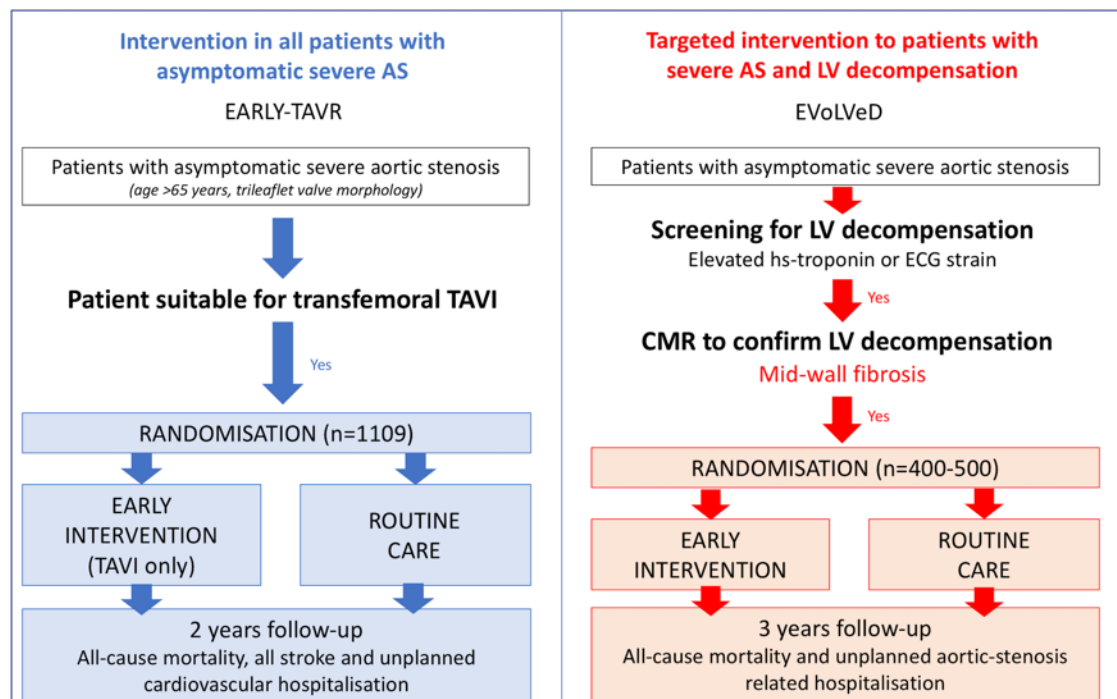 Intervention in all patients with
asymptomatic severe AS
EARLY-TAVR
Patients with asymptomatic severe aortic stenosis
(age >65 years, trileaflet valve morphology)
Patient suitable for transfemoral TAVI
Yes
RANDOMISATION (n=1109)
EARLY
INTERVENTION
(TAVI only)
ROUTINE
CARE
2 years follow-up
All-cause mortality, all stroke and unplanned
cardiovascular hospitalisation
Targeted intervention to patients with
severe AS and LV decompensation
EVoLVeD
Patients with asymptomatic severe aortic stenosis
Screening for LV decompensation
Elevated hs-troponin or ECG strain
Yes
CMR to confirm LV decompensation
Mid-wall fibrosis
Yes
RANDOMISATION (n=400-500)
EARLY
INTERVENTION
ROUTINE
CARE
3 years follow-up
All-cause mortality and unplanned aortic-stenosis
related hospitalisation